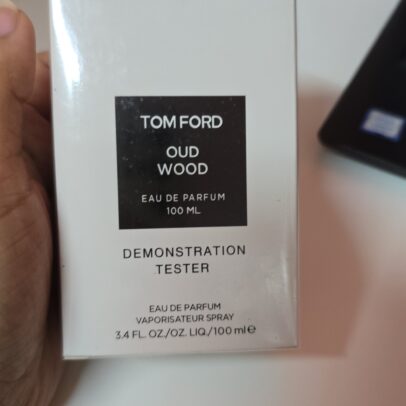 TOM FORD
OUD
WOOD
EAU DE PARFUM
100 ML
DEMONSTRATION
TESTER
EAU DE PARFUM
VAPORISATEUR SPRAY
3.4 FL. OZ./OZ. LIQ./100 ml℮